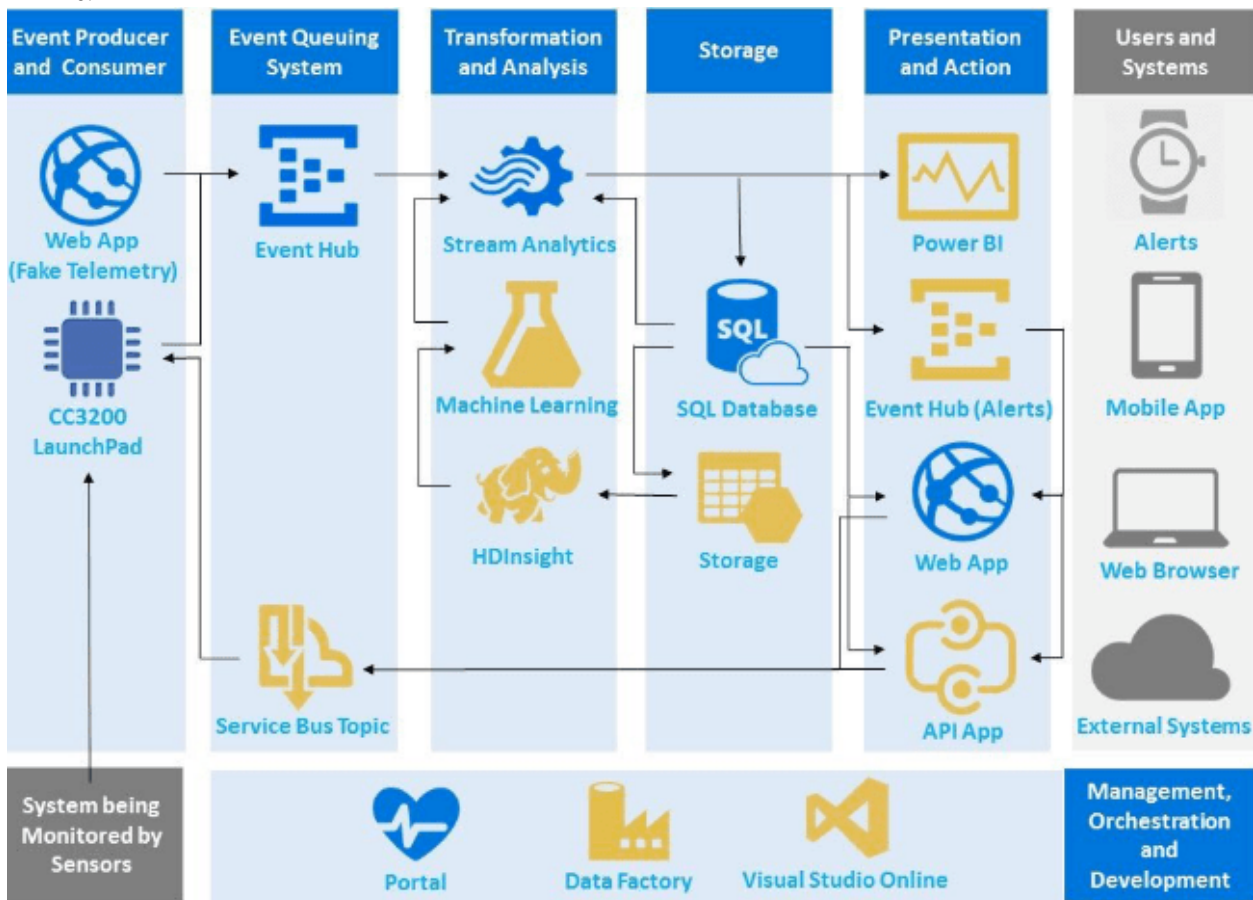 Event Producer
and Consumer
Event Queuing
System
Transformation
and Analysis
Storage
Presentation
and Action
Users and
Systems
Web App
(Fake Telemetry)
Event Hub
Stream Analytics
Power BI
Alerts
CC3200
LaunchPad
Machine Learning
SQL
SQL Database
Event Hub (Alerts)
Mobile App
HDInsight
Storage
Web App
Web Browser
Service Bus Topic
API App
External Systems
System being
Monitored by
Sensors
Portal
Data Factory
Visual Studio Online
Management,
Orchestration
and
Development